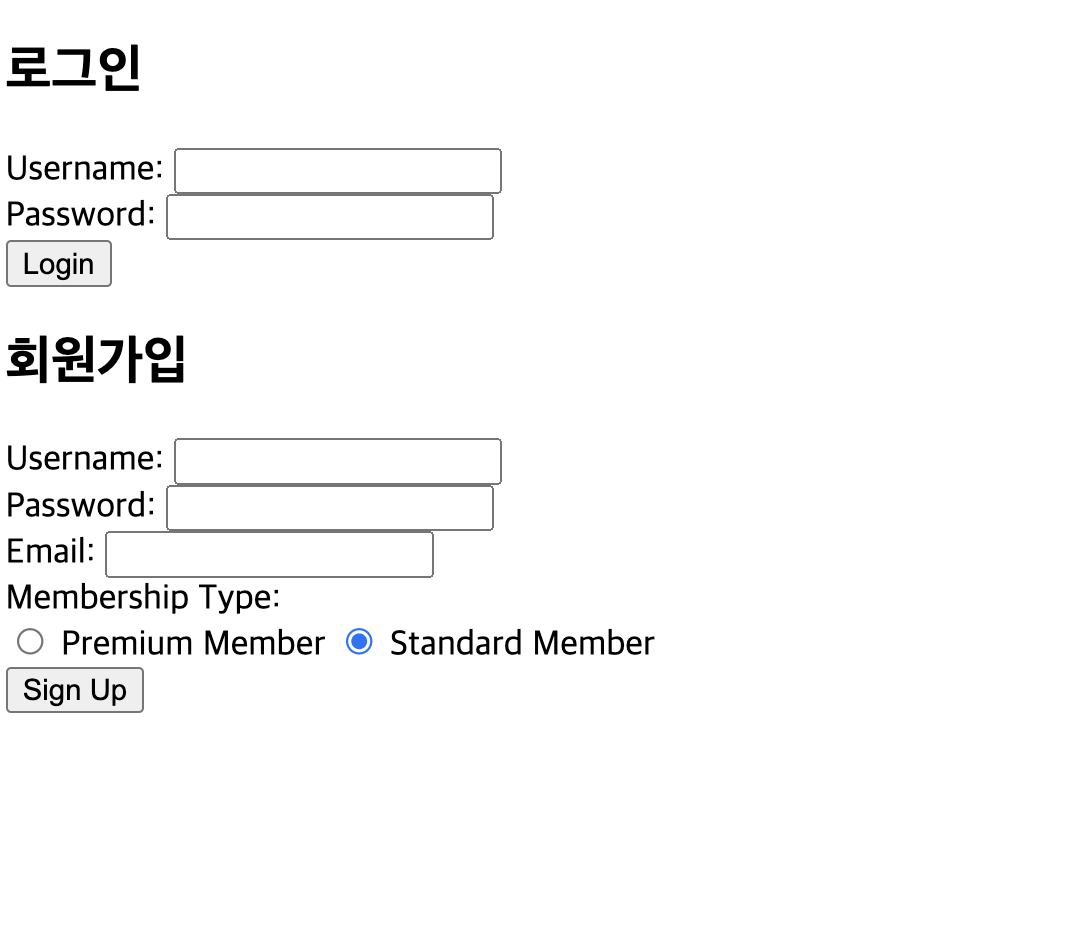 로그인
Username:
Password:
Login
회원가입
Username:
Password:
Email:
Membership Type:
Premium Member Standard Member
Sign Up